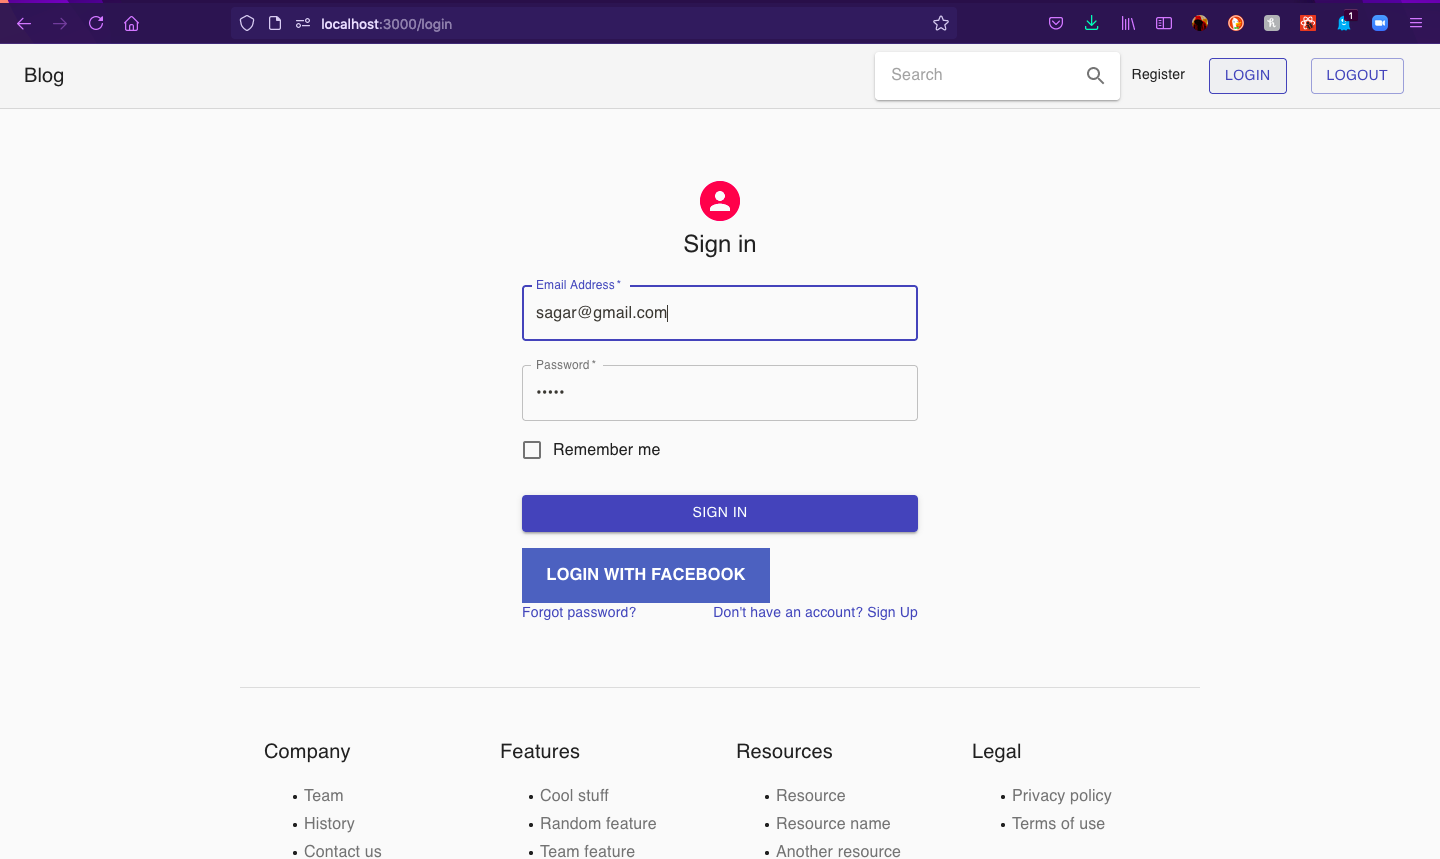 localhost:3000/login
1
Blog
Search
Register
LOGIN
LOGOUT
Sign in
Email Address *
sagar@gmail.com
Password *
•••••
Remember me
SIGN IN
LOGIN WITH FACEBOOK
Forgot password?
Don't have an account? Sign Up
Company
Features
Resources
Legal
• Team
• Cool stuff
• Resource
• Privacy policy
• History
• Random feature
• Resource name
• Terms of use
• Contact us
• Team feature
• Another resource